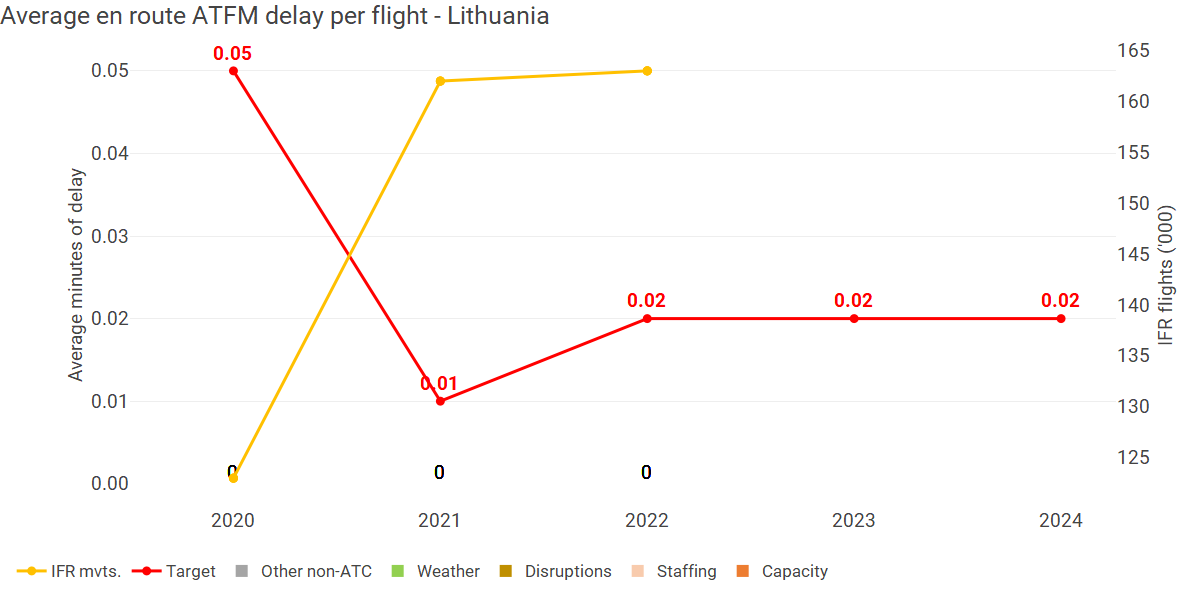 Average en route ATFM delay per flight - Lithuania
0.05
0.04
0.03
0.02
0.01
0.00
Average minutes of delay
0.05
0.01
0.02
0.02
0.02
0
0
0
165
160
155
150
145
140
135
130
125
IFR flights ('000)
2020
2021
2022
2023
2024
IFR mvts.
Target
Other non-ATC
Weather
Disruptions
Staffing
Capacity